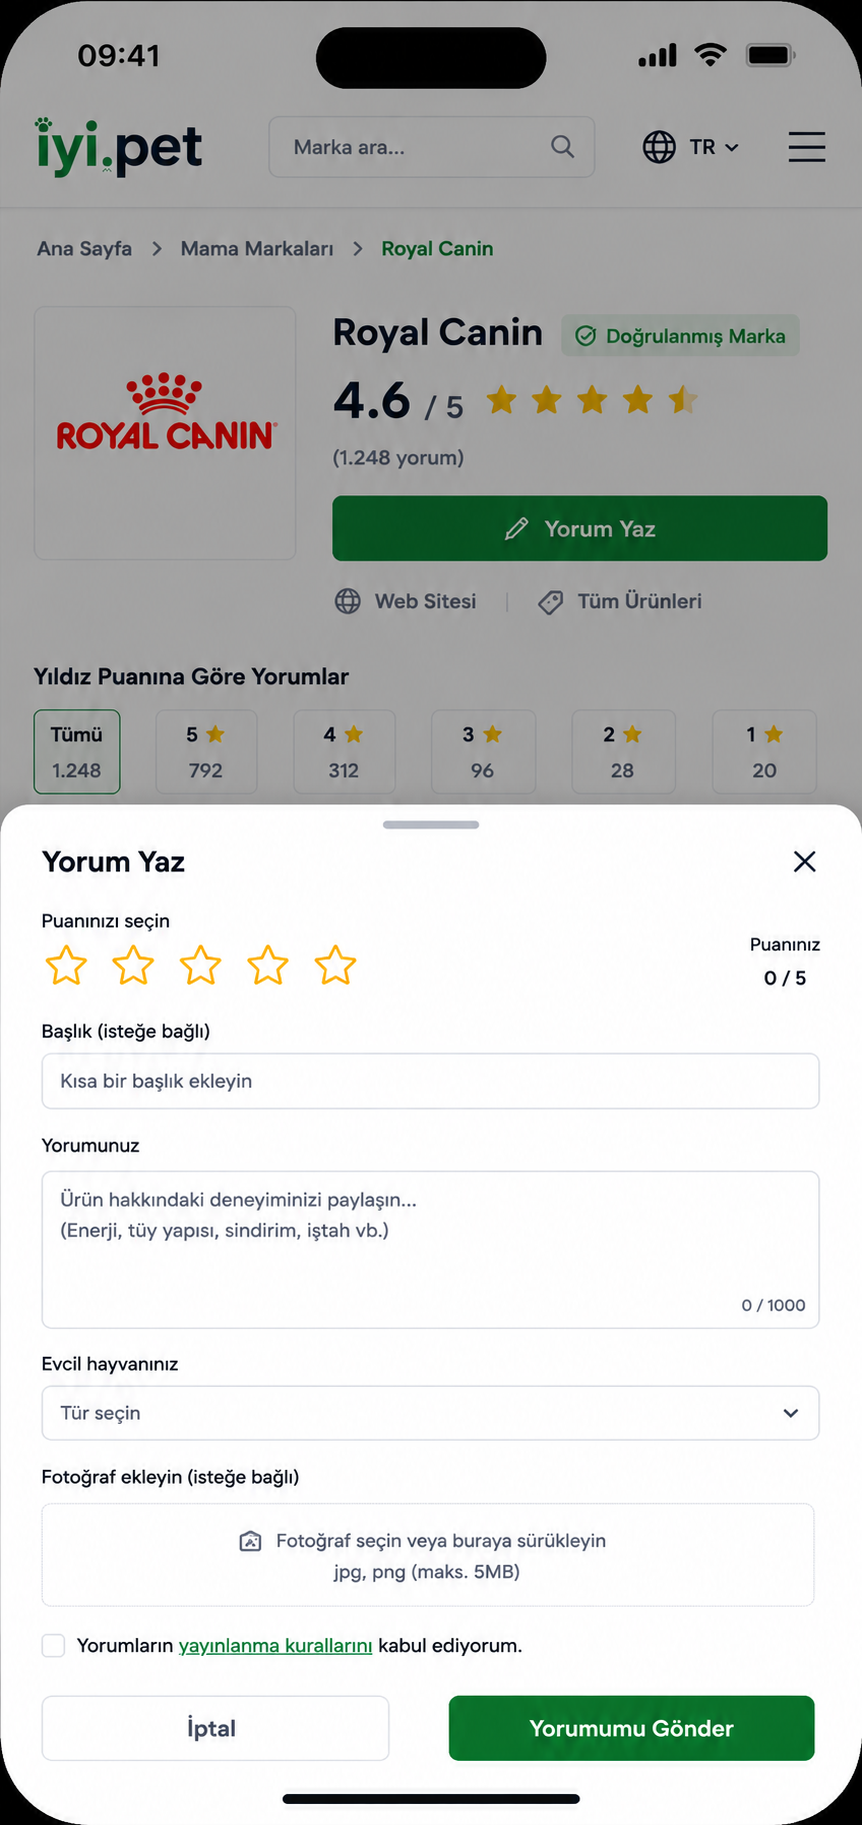 09:41
iyi.pet
Marka ara...
TR
Ana Sayfa > Mama Markaları > Royal Canin
ROYAL CANIN
Royal Canin
Doğrulanmış Marka
4.6 / 5
(1.248 yorum)
Yorum Yaz
Web Sitesi | Tüm Ürünleri
Yıldız Puanına Göre Yorumlar
Tümü 5 4 3 2 1
1.248 792 312 96 28 20
Yorum Yaz
Puanınızı seçin
Puanınız
0 / 5
Başlık (isteğe bağlı)
Kısa bir başlık ekleyin
Yorumunuz
Ürün hakkındaki deneyiminizi paylaşın...
(Enerji, tüy yapısı, sindirim, iştah vb.)
0 / 1000
Evcil hayvanınız
Tür seçin
Fotoğraf ekleyin (isteğe bağlı)
Fotoğraf seçin veya buraya sürükleyin
jpg, png (maks. 5MB)
Yorumların yayınlanma kurallarını kabul ediyorum.
İptal
Yorumumu Gönder